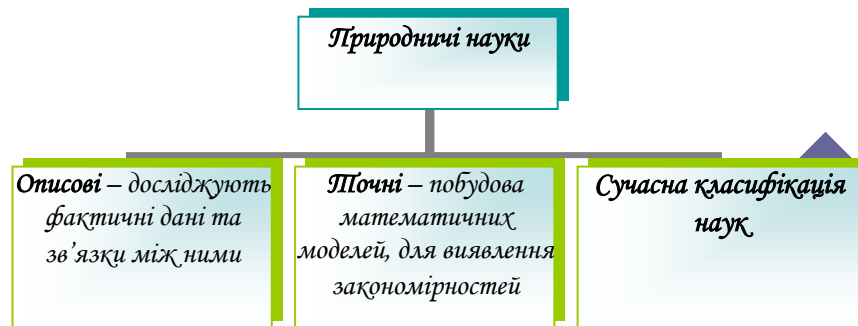 Природничі науки
Описові – досліджують
фактичні дані та
зв’язки між ними
Точні – побудова
математичних
моделей, для виявлення
закономірностей
Сучасна класифікація
наук